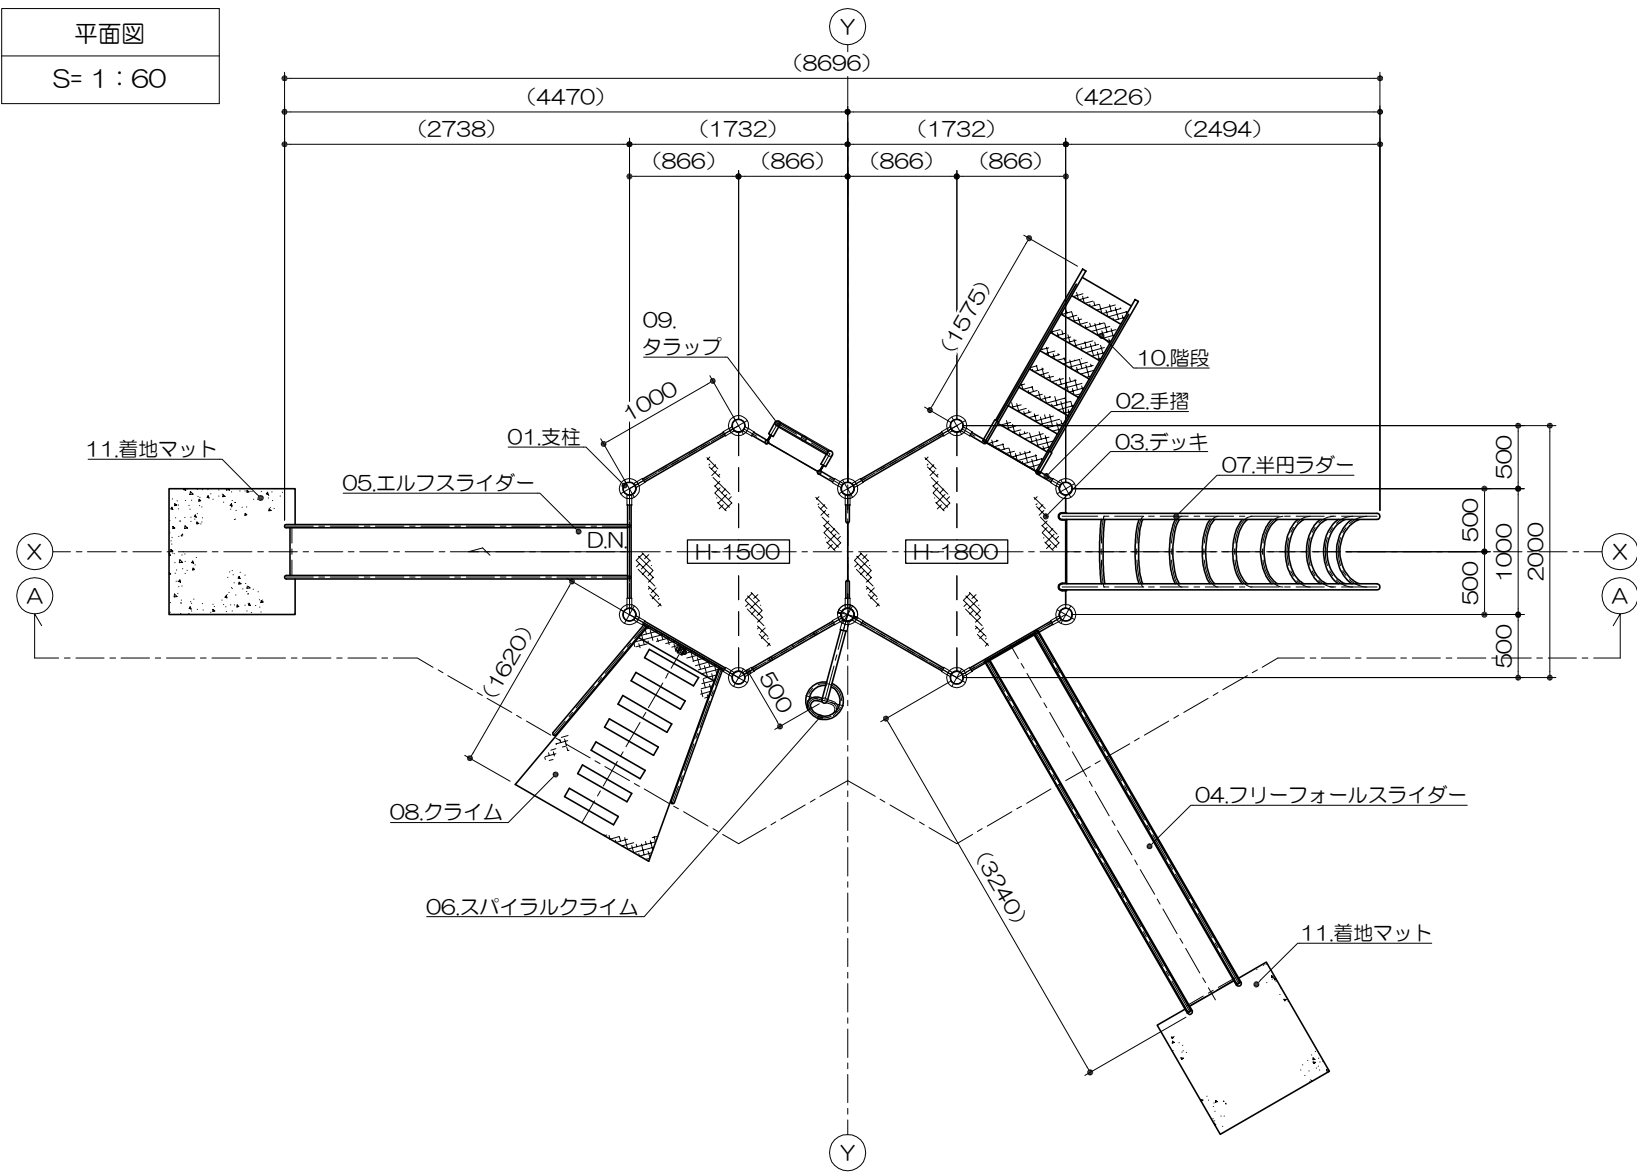 平面図
S= 1：60
Y
(8696)
(4470)
(4226)
(2738)
(1732)
(1732)
(2494)
(866)
(866)
(866)
(866)
(1575)
09.
タラップ
10.階段
1000
02.手摺
01.支柱
03.デッキ
11.着地マット
07.半円ラダー
05.エルフスライダー
500
500
1000
2000
500
500
X
D.N.
H-1500
H-1800
X
A
A
(1620)
500
08.クライム
04.フリーフォールスライダー
(3240)
06.スパイラルクライム
11.着地マット
Y